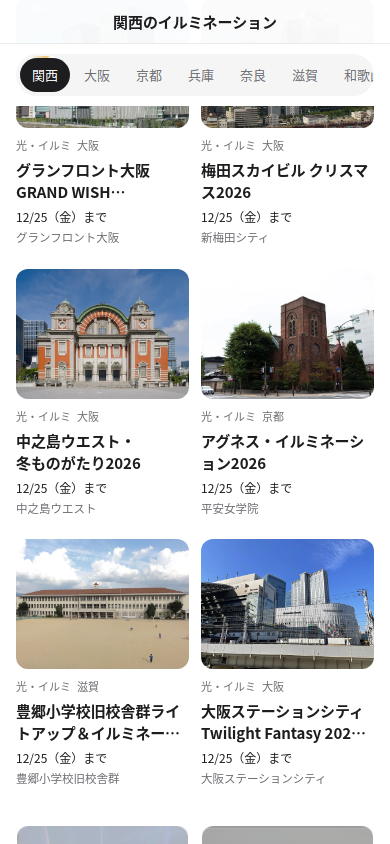 関西のイルミネーション
関西 大阪 京都 兵庫 奈良 滋賀 和歌
光・イルミ 大阪
グランフロント大阪
GRAND WISH…
12/25（金）まで
グランフロント大阪
光・イルミ 大阪
梅田スカイビル クリスマ
ス2026
12/25（金）まで
新梅田シティ
光・イルミ 大阪
中之島ウエスト・
冬ものがたり2026
12/25（金）まで
中之島ウエスト
光・イルミ 京都
アグネス・イルミネーシ
ョン2026
12/25（金）まで
平安女学院
光・イルミ 滋賀
豊郷小学校旧校舎群ライ
トアップ＆イルミネー…
12/25（金）まで
豊郷小学校旧校舎群
光・イルミ 大阪
大阪ステーションシティ
Twilight Fantasy 202…
12/25（金）まで
大阪ステーションシティ